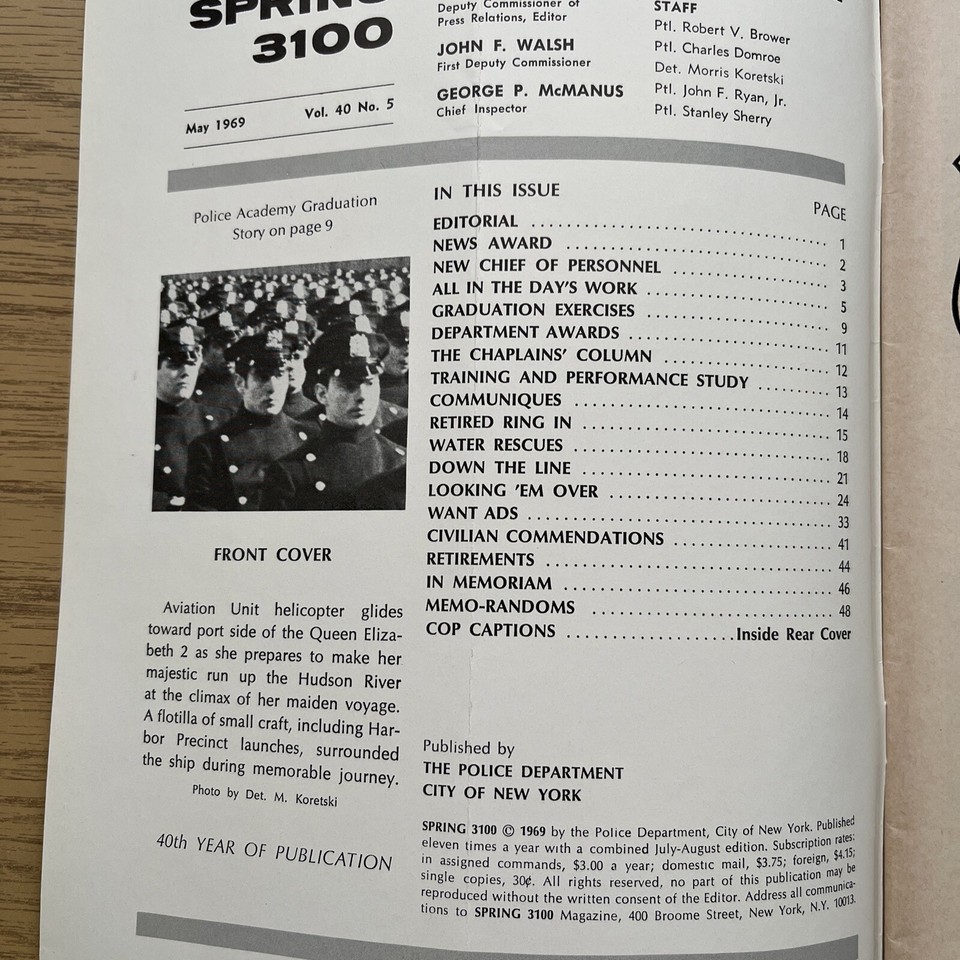 SPRING
3100
May 1969 Vol. 40 No. 5
Deputy Commissioner of
Press Relations, Editor
JOHN F. WALSH
First Deputy Commissioner
GEORGE P. McMANUS
Chief Inspector
STAFF
Ptl. Robert V. Brower
Ptl. Charles Domroe
Det. Morris Koretski
Ptl. John F. Ryan, Jr.
Ptl. Stanley Sherry
Police Academy Graduation
Story on page 9
FRONT COVER
Aviation Unit helicopter glides
toward port side of the Queen Eliza-
beth 2 as she prepares to make her
majestic run up the Hudson River
at the climax of her maiden voyage.
A flotilla of small craft, including Har-
bor Precinct launches, surrounded
the ship during memorable journey.
Photo by Det. M. Koretski
40th YEAR OF PUBLICATION
IN THIS ISSUE
PAGE
EDITORIAL 1
NEWS AWARD 2
NEW CHIEF OF PERSONNEL 3
ALL IN THE DAY'S WORK 5
GRADUATION EXERCISES 9
DEPARTMENT AWARDS 11
THE CHAPLAINS' COLUMN 12
TRAINING AND PERFORMANCE STUDY 13
COMMUNIQUES 14
RETIRED RING IN 15
WATER RESCUES 18
DOWN THE LINE 21
LOOKING 'EM OVER 24
WANT ADS 33
CIVILIAN COMMENDATIONS 41
RETIREMENTS 44
IN MEMORIAM 46
MEMO-RANDOMS 48
COP CAPTIONS Inside Rear Cover
Published by
THE POLICE DEPARTMENT
CITY OF NEW YORK
SPRING 3100 © 1969 by the Police Department, City of New York. Published
eleven times a year with a combined July-August edition. Subscription rates:
in assigned commands, $3.00 a year; domestic mail, $3.75; foreign, $4.15;
single copies, 30¢. All rights reserved, no part of this publication may be
reproduced without the written consent of the Editor. Address all communica-
tions to SPRING 3100 Magazine, 400 Broome Street, New York, N.Y. 10013.